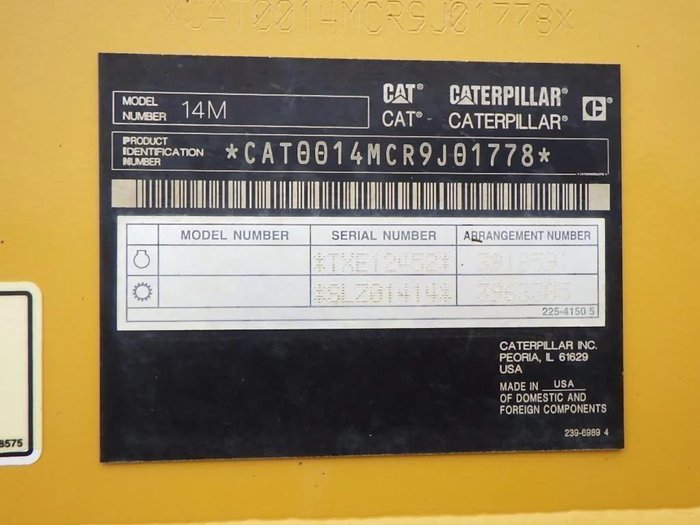 *CAT0014MCR9J01778*
MODEL NUMBER 14M
CAT® CATERPILLAR®
CAT® CATERPILLAR®
PRODUCT IDENTIFICATION NUMBER *CAT0014MCR9J01778*
MODEL NUMBER SERIAL NUMBER ARRANGEMENT NUMBER
*SLZ01414*
225-4150 5
CATERPILLAR INC.
PEORIA, IL 61629
USA
MADE IN USA
OF DOMESTIC AND
FOREIGN COMPONENTS
239-6989 4
8575